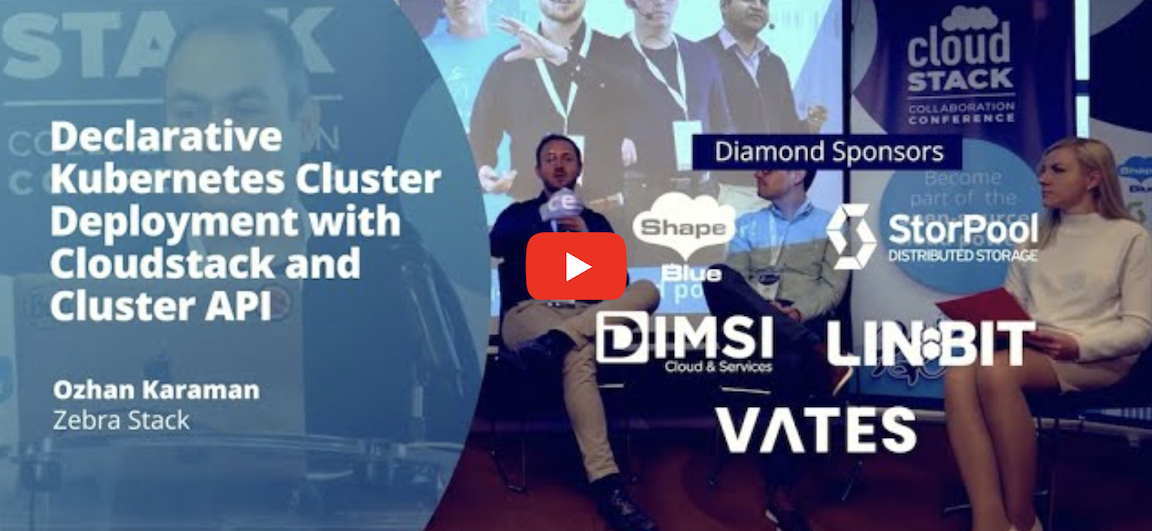 STACK
Declarative
Kubernetes Cluster
Deployment with
Cloudstack and
Cluster API
Ozhan Karaman
Zebra Stack
cloud
STACK
COLLABORATION
CONFERENCE
Diamond Sponsors
Become
part of the
Shape
Blue
StorPool
DISTRIBUTED STORAGE
DIMSI
Cloud & Services
LINBIT
VATES